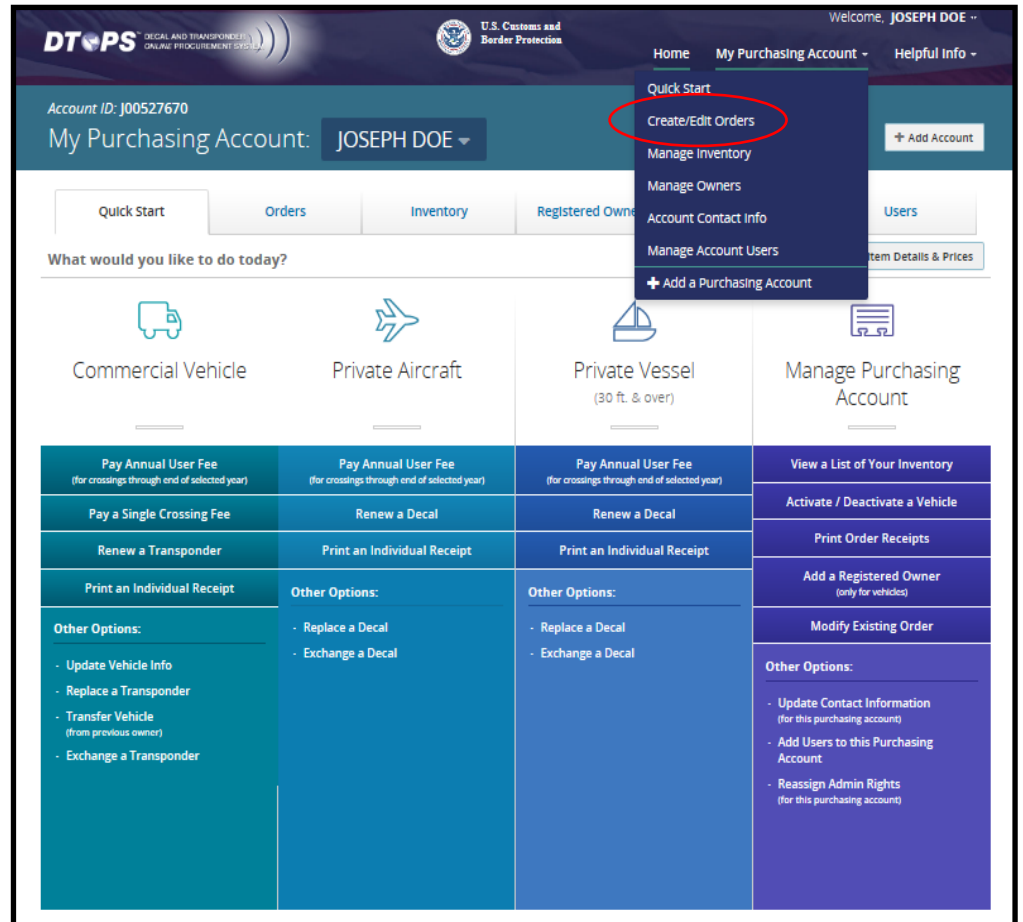 DTOPS DECAL AND TRANSPONDER
ONLINE PROCUREMENT SYSTEM
U.S. Customs and
Border Protection
Welcome, JOSEPH DOE
Home My Purchasing Account Helpful Info
Quick Start
Create/Edit Orders
Manage Inventory
Manage Owners
Account Contact Info
Manage Account Users
+ Add a Purchasing Account
Account ID: J00527670
My Purchasing Account: JOSEPH DOE
+ Add Account
Quick Start Orders Inventory Registered Owne Users
What would you like to do today?
Item Details & Prices
Commercial Vehicle
Private Aircraft
Private Vessel
(30 ft. & over)
Manage Purchasing
Account
Pay Annual User Fee
(for crossings through end of selected year)
Pay a Single Crossing Fee
Renew a Transponder
Print an Individual Receipt
Other Options:
- Update Vehicle Info
- Replace a Transponder
- Transfer Vehicle
(from previous owner)
- Exchange a Transponder
Pay Annual User Fee
(for crossings through end of selected year)
Renew a Decal
Print an Individual Receipt
Other Options:
- Replace a Decal
- Exchange a Decal
Pay Annual User Fee
(for crossings through end of selected year)
Renew a Decal
Print an Individual Receipt
Other Options:
- Replace a Decal
- Exchange a Decal
View a List of Your Inventory
Activate / Deactivate a Vehicle
Print Order Receipts
Add a Registered Owner
(only for vehicles)
Modify Existing Order
Other Options:
- Update Contact Information
(for this purchasing account)
- Add Users to this Purchasing
Account
- Reassign Admin Rights
(for this purchasing account)